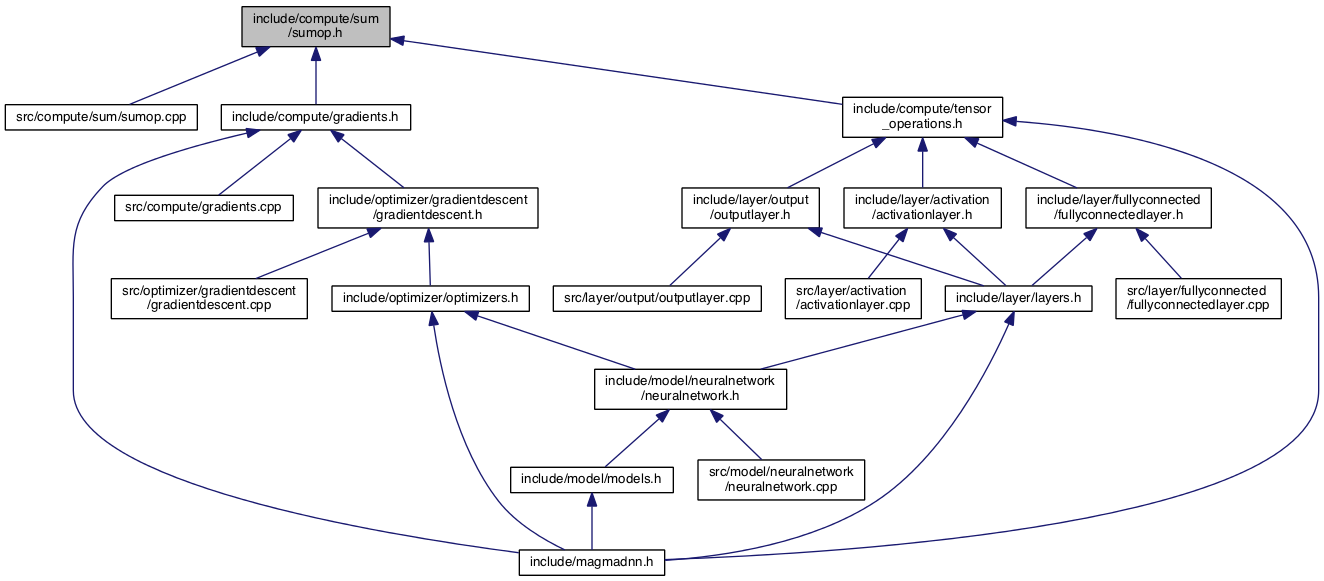 include/compute/sum
/sumop.h
src/compute/sum/sumop.cpp
include/compute/gradients.h
include/compute/tensor
_operations.h
src/compute/gradients.cpp
include/optimizer/gradientdescent
/gradientdescent.h
include/layer/output
/outputlayer.h
include/layer/activation
/activationlayer.h
include/layer/fullyconnected
/fullyconnectedlayer.h
src/optimizer/gradientdescent
/gradientdescent.cpp
include/optimizer/optimizers.h
src/layer/output/outputlayer.cpp
src/layer/activation
/activationlayer.cpp
include/layer/layers.h
src/layer/fullyconnected
/fullyconnectedlayer.cpp
include/model/neuralnetwork
/neuralnetwork.h
include/model/models.h
src/model/neuralnetwork
/neuralnetwork.cpp
include/magmadnn.h